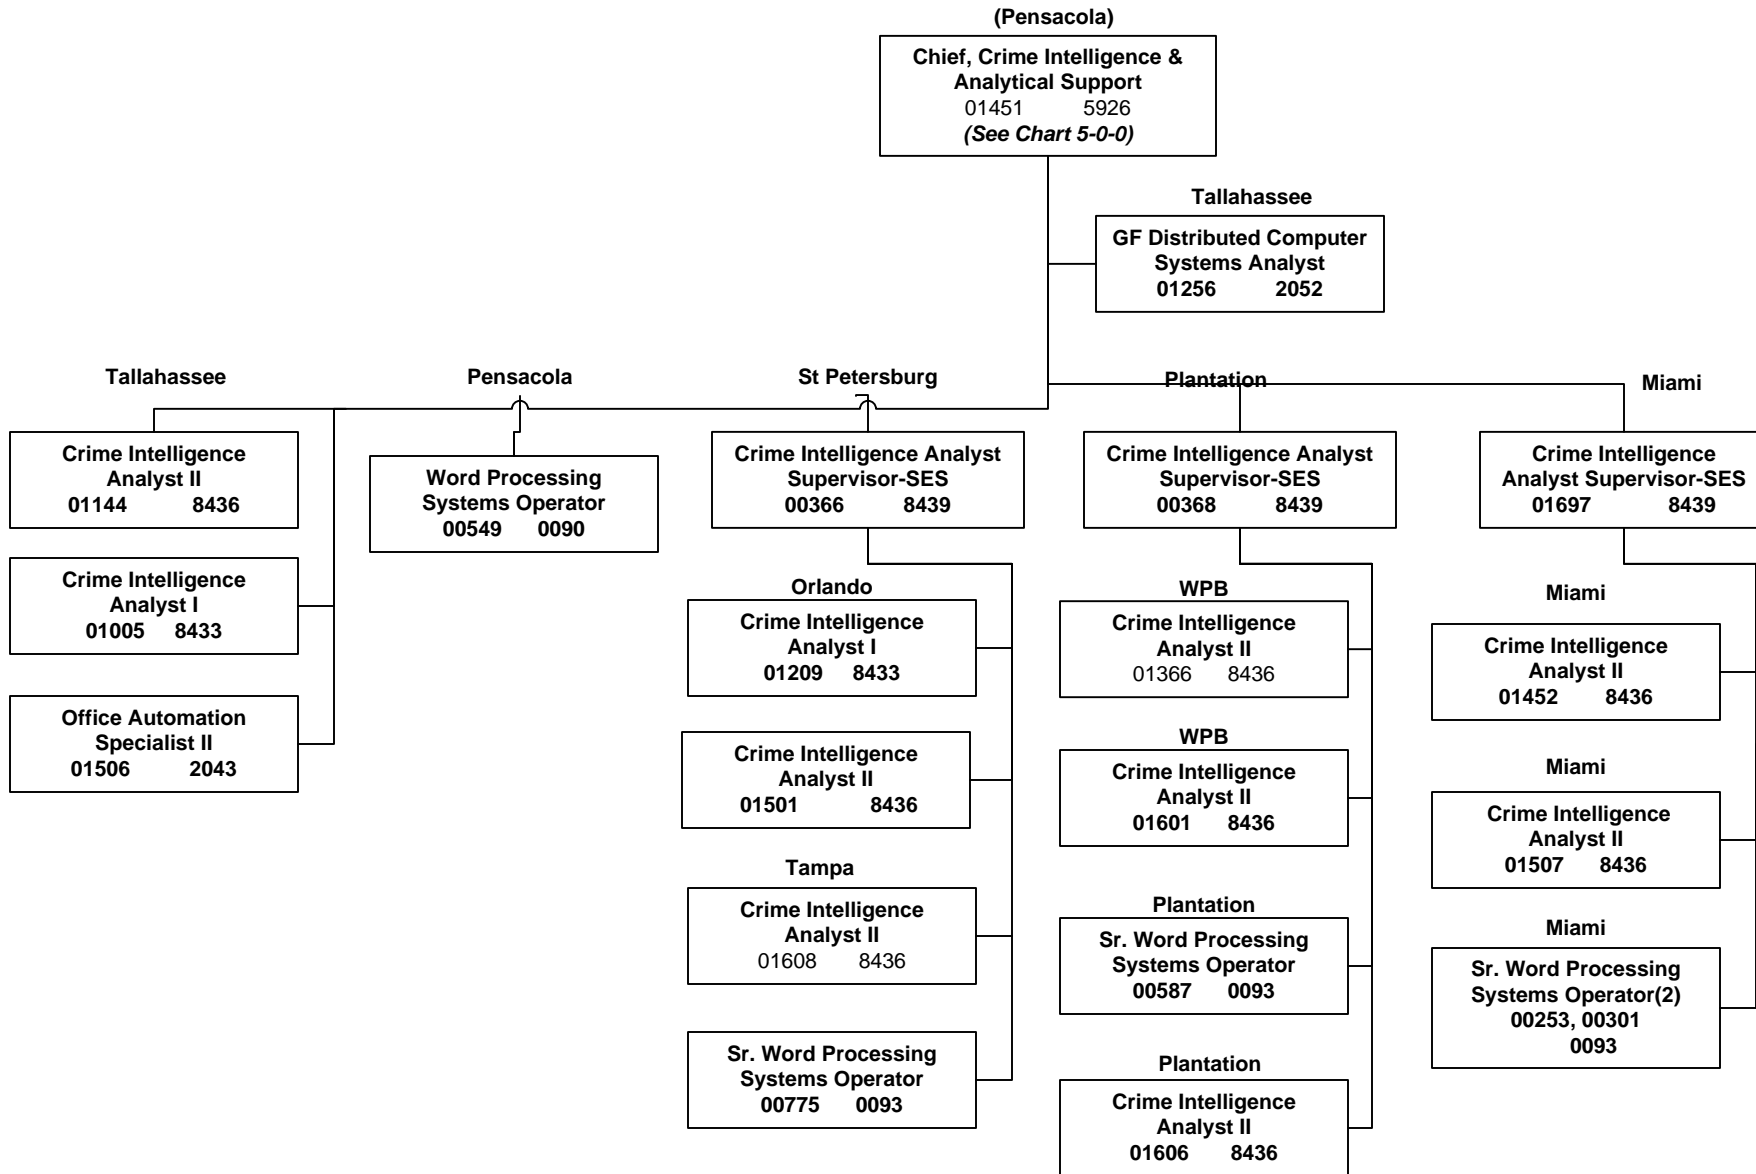 (Pensacola)
Chief, Crime Intelligence &
Analytical Support
01451 5926
(See Chart 5-0-0)
Tallahassee
GF Distributed Computer
Systems Analyst
01256 2052
Tallahassee
Crime Intelligence
Analyst II
01144 8436
Crime Intelligence
Analyst I
01005 8433
Office Automation
Specialist II
01506 2043
Pensacola
Word Processing
Systems Operator
00549 0090
St Petersburg
Crime Intelligence Analyst
Supervisor-SES
00366 8439
Orlando
Crime Intelligence
Analyst I
01209 8433
Crime Intelligence
Analyst II
01501 8436
Tampa
Crime Intelligence
Analyst II
01608 8436
Sr. Word Processing
Systems Operator
00775 0093
Plantation
Crime Intelligence Analyst
Supervisor-SES
00368 8439
WPB
Crime Intelligence
Analyst II
01366 8436
WPB
Crime Intelligence
Analyst II
01601 8436
Plantation
Sr. Word Processing
Systems Operator
00587 0093
Plantation
Crime Intelligence
Analyst II
01606 8436
Miami
Crime Intelligence
Analyst Supervisor-SES
01697 8439
Miami
Crime Intelligence
Analyst II
01452 8436
Miami
Crime Intelligence
Analyst II
01507 8436
Miami
Sr. Word Processing
Systems Operator(2)
00253, 00301
0093